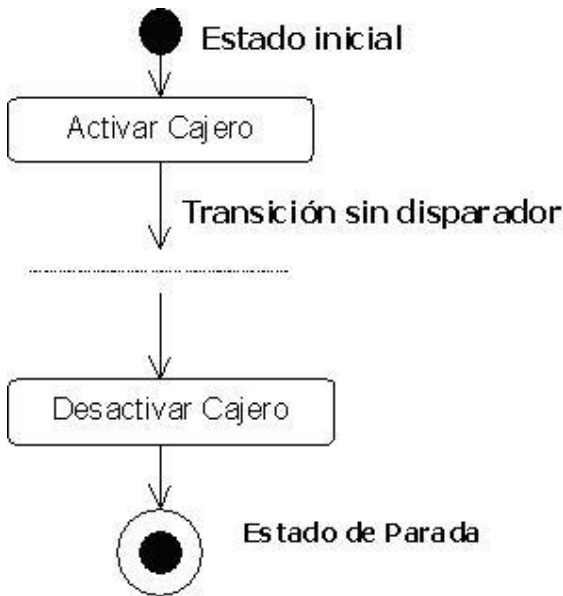 Estado inicial
Activar Cajero
Transición sin disparador
Desactivar Cajero
Estado de Parada